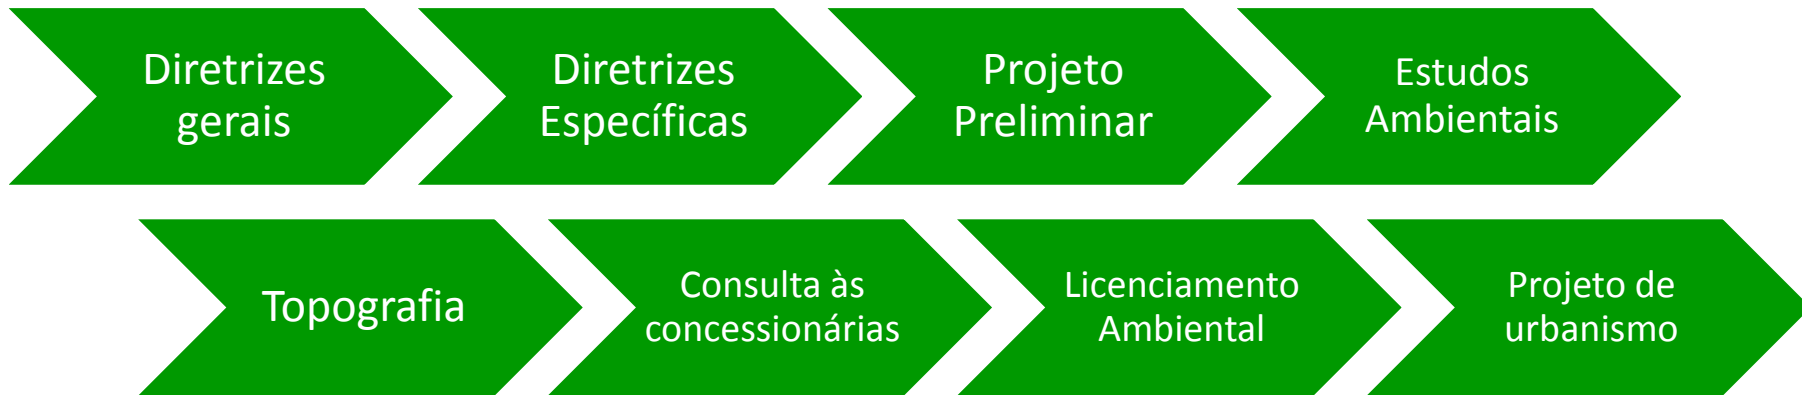 Diretrizes
gerais
Diretrizes
Específicas
Projeto
Preliminar
Estudos
Ambientais
Topografia
Consulta às
concessionárias
Licenciamento
Ambiental
Projeto de
urbanismo